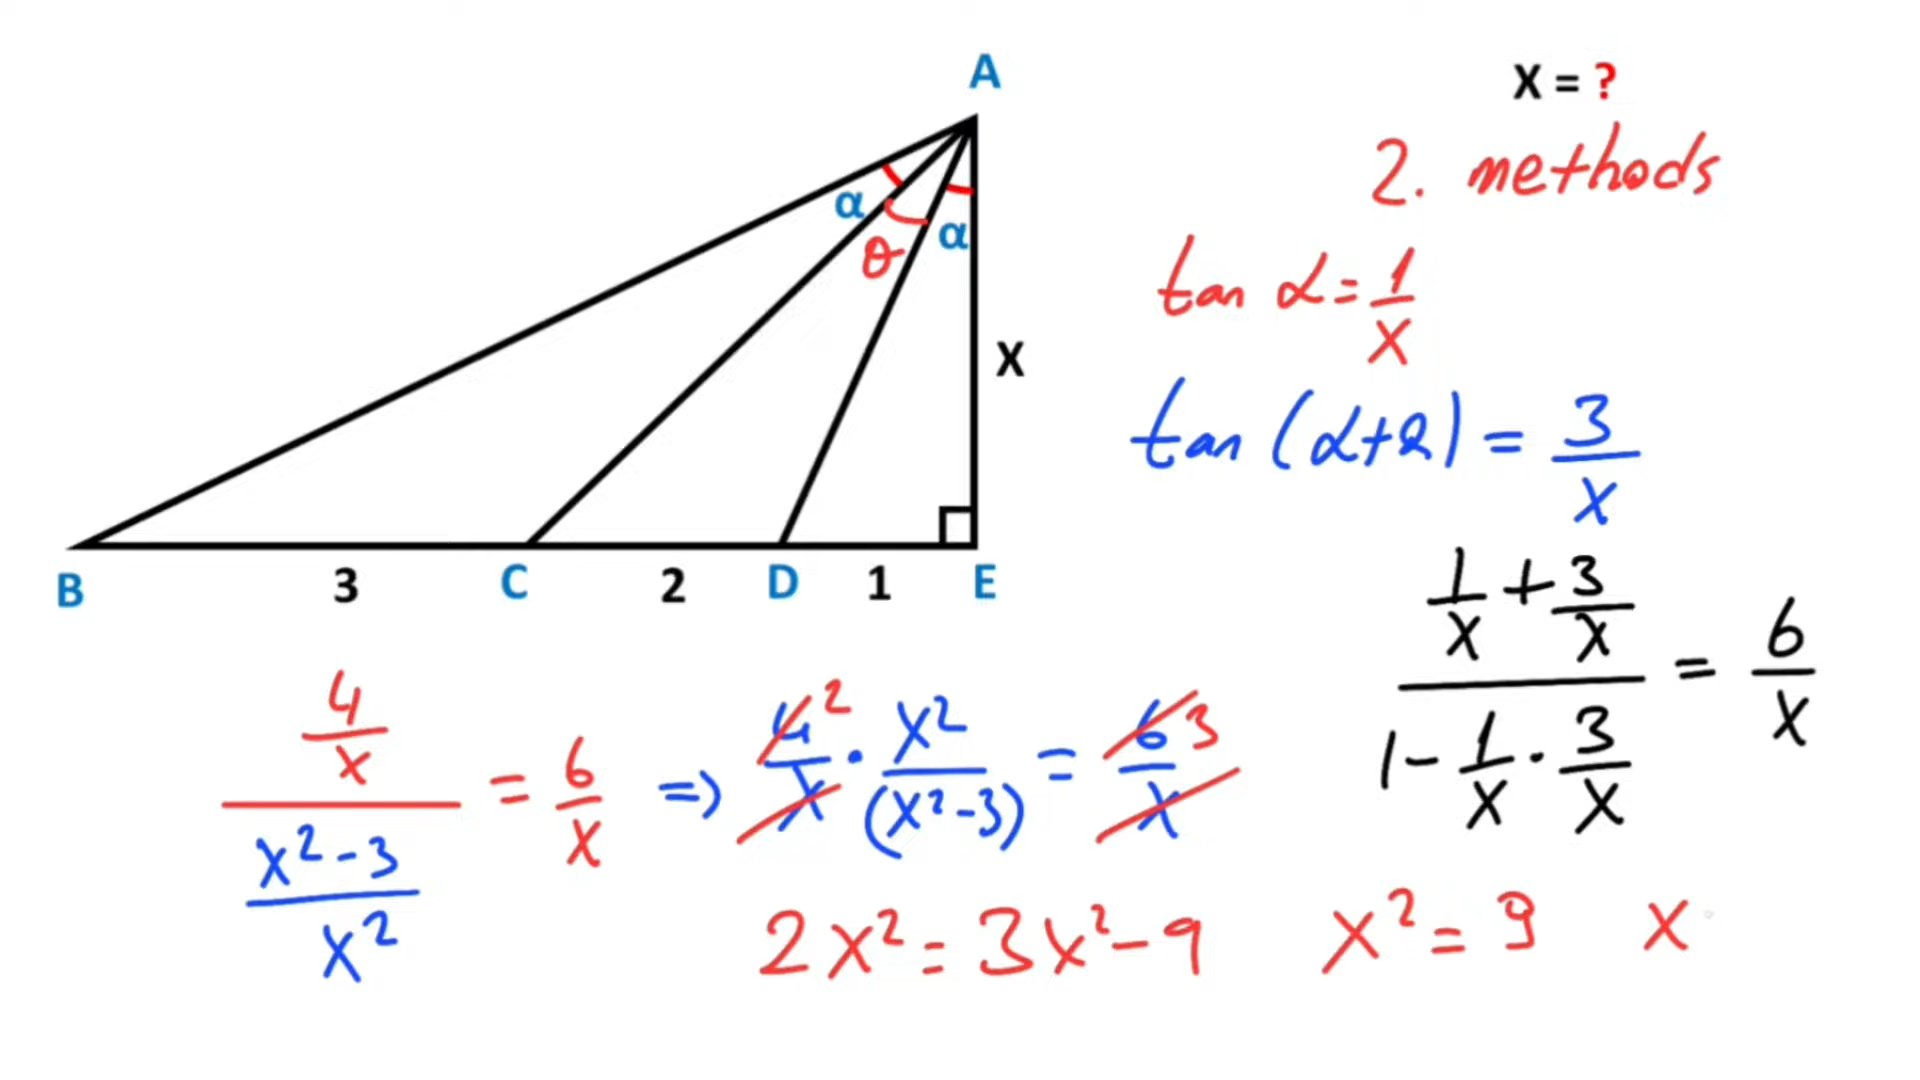 A
X = ?
2. methods
α
θ
α
tan α = 1/x
X
tan (α+θ) = 3/x
B
3
C
2
D
1
E
(1/x + 3/x) / (1 - 1/x · 3/x) = 6/x
(4/x) / ((x² - 3)/x²) = 6/x => 4/x 2 · x²/(x² - 3) = 6/x 3
2x² = 3x² - 9
x² = 9
x